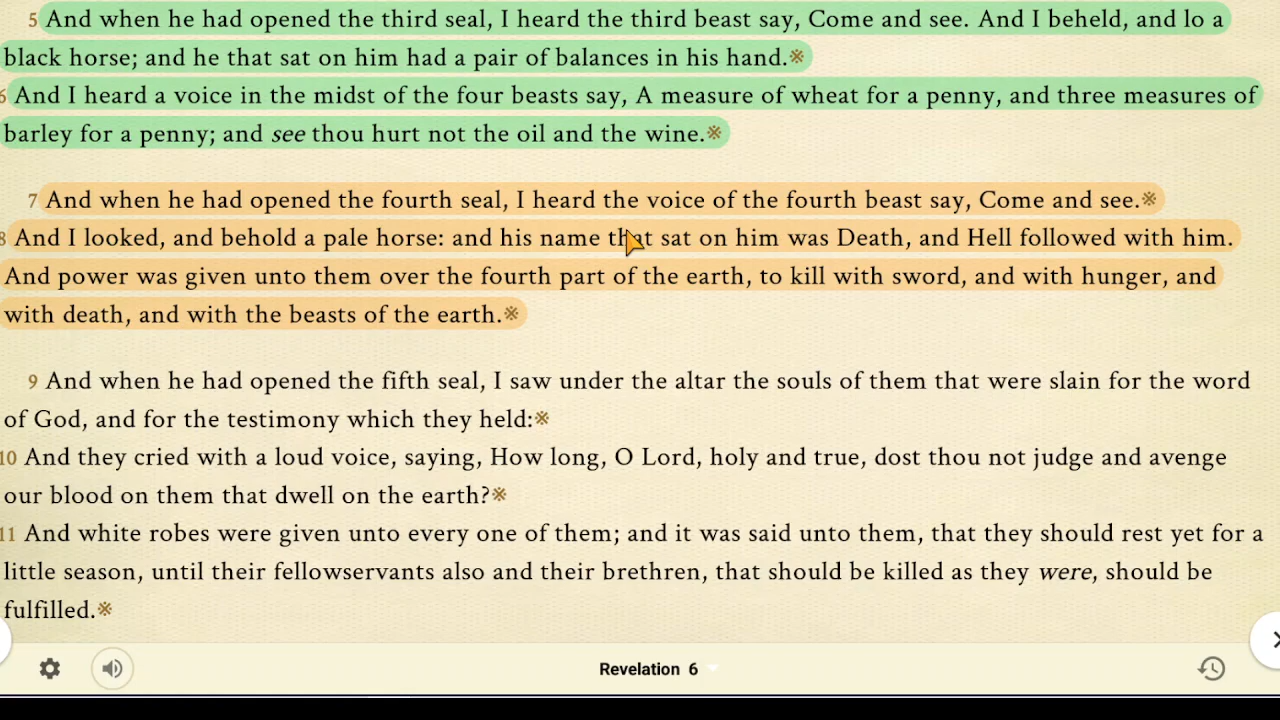 5 And when he had opened the third seal, I heard the third beast say, Come and see. And I beheld, and lo a
black horse; and he that sat on him had a pair of balances in his hand.※
6 And I heard a voice in the midst of the four beasts say, A measure of wheat for a penny, and three measures of
barley for a penny; and see thou hurt not the oil and the wine.※
7 And when he had opened the fourth seal, I heard the voice of the fourth beast say, Come and see.※
8 And I looked, and behold a pale horse: and his name that sat on him was Death, and Hell followed with him.
And power was given unto them over the fourth part of the earth, to kill with sword, and with hunger, and
with death, and with the beasts of the earth.※
9 And when he had opened the fifth seal, I saw under the altar the souls of them that were slain for the word
of God, and for the testimony which they held:※
10 And they cried with a loud voice, saying, How long, O Lord, holy and true, dost thou not judge and avenge
our blood on them that dwell on the earth?※
11 And white robes were given unto every one of them; and it was said unto them, that they should rest yet for a
little season, until their fellowservants also and their brethren, that should be killed as they were, should be
fulfilled.※
Revelation 6